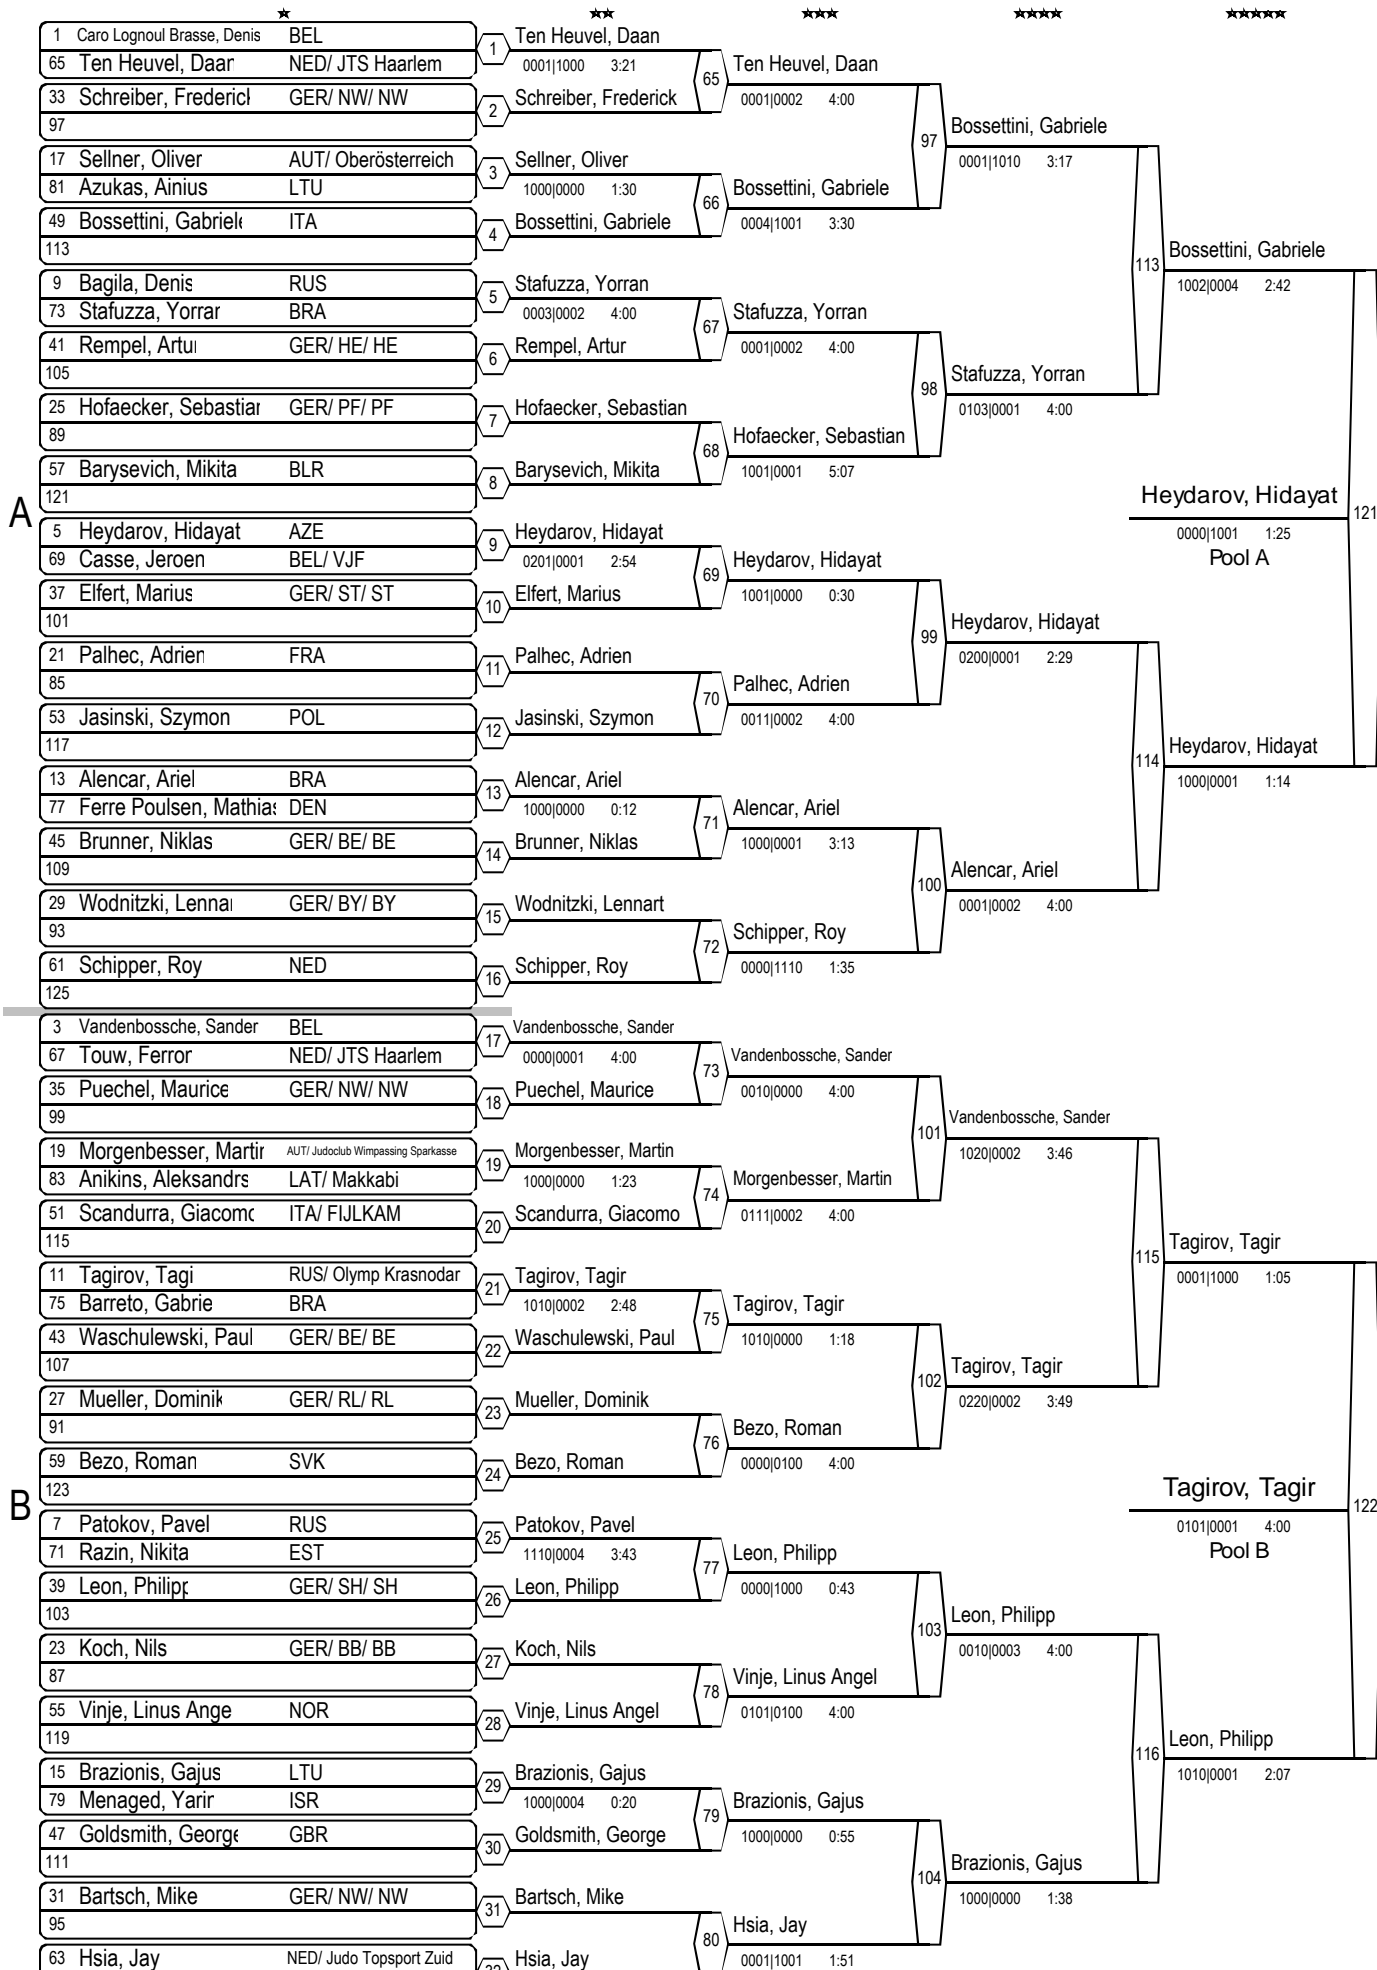 1 Caro Lognoul Brasse, Denis BEL
65 Ten Heuvel, Daan NED/ JTS Haarlem
1
Ten Heuvel, Daan
0001|1000 3:21
33 Schreiber, Frederick GER/ NW/ NW
97
2
Schreiber, Frederick
65
Ten Heuvel, Daan
0001|0002 4:00
17 Sellner, Oliver AUT/ Oberösterreich
81 Azukas, Ainius LTU
3
Sellner, Oliver
1000|0000 1:30
49 Bossettini, Gabriele ITA
113
4
Bossettini, Gabriele
66
Bossettini, Gabriele
0004|1001 3:30
97
Bossettini, Gabriele
0001|1010 3:17
9 Bagila, Denis RUS
73 Stafuzza, Yorran BRA
5
Stafuzza, Yorran
0003|0002 4:00
41 Rempel, Artur GER/ HE/ HE
105
6
Rempel, Artur
67
Stafuzza, Yorran
0001|0002 4:00
25 Hofaecker, Sebastian GER/ PF/ PF
89
7
Hofaecker, Sebastian
57 Barysevich, Mikita BLR
121
8
Barysevich, Mikita
68
Hofaecker, Sebastian
1001|0001 5:07
98
Stafuzza, Yorran
0103|0001 4:00
113
Bossettini, Gabriele
1002|0004 2:42
A
5 Heydarov, Hidayat AZE
69 Casse, Jeroen BEL/ VJF
9
Heydarov, Hidayat
0201|0001 2:54
37 Elfert, Marius GER/ ST/ ST
101
10
Elfert, Marius
69
Heydarov, Hidayat
1001|0000 0:30
21 Palhec, Adrien FRA
85
11
Palhec, Adrien
53 Jasinski, Szymon POL
117
12
Jasinski, Szymon
70
Palhec, Adrien
0011|0002 4:00
99
Heydarov, Hidayat
0200|0001 2:29
13 Alencar, Ariel BRA
77 Ferre Poulsen, Mathias DEN
13
Alencar, Ariel
1000|0000 0:12
45 Brunner, Niklas GER/ BE/ BE
109
14
Brunner, Niklas
71
Alencar, Ariel
1000|0001 3:13
29 Wodnitzki, Lennar GER/ BY/ BY
93
15
Wodnitzki, Lennart
61 Schipper, Roy NED
125
16
Schipper, Roy
72
Schipper, Roy
0000|1110 1:35
100
Alencar, Ariel
0001|0002 4:00
114
Heydarov, Hidayat
1000|0001 1:14
121
Heydarov, Hidayat
0000|1001 1:25
Pool A
3 Vandenbossche, Sander BEL
67 Touw, Ferron NED/ JTS Haarlem
17
Vandenbossche, Sander
0000|0001 4:00
35 Puechel, Maurice GER/ NW/ NW
99
18
Puechel, Maurice
73
Vandenbossche, Sander
0010|0000 4:00
19 Morgenbesser, Martin AUT/ Judoclub Wimpassing Sparkasse
83 Anikins, Aleksandrs LAT/ Makkabi
19
Morgenbesser, Martin
1000|0000 1:23
51 Scandurra, Giacomo ITA/ FIJLKAM
115
20
Scandurra, Giacomo
74
Morgenbesser, Martin
0111|0002 4:00
101
Vandenbossche, Sander
1020|0002 3:46
11 Tagirov, Tagi RUS/ Olymp Krasnodar
75 Barreto, Gabrie BRA
21
Tagirov, Tagir
1010|0002 2:48
43 Waschulewski, Paul GER/ BE/ BE
107
22
Waschulewski, Paul
75
Tagirov, Tagir
1010|0000 1:18
27 Mueller, Dominik GER/ RL/ RL
91
23
Mueller, Dominik
59 Bezo, Roman SVK
123
24
Bezo, Roman
76
Bezo, Roman
0000|0100 4:00
102
Tagirov, Tagir
0220|0002 3:49
115
Tagirov, Tagir
0001|1000 1:05
B
7 Patokov, Pavel RUS
71 Razin, Nikita EST
25
Patokov, Pavel
1110|0004 3:43
39 Leon, Philipp GER/ SH/ SH
103
26
Leon, Philipp
77
Leon, Philipp
0000|1000 0:43
23 Koch, Nils GER/ BB/ BB
87
27
Koch, Nils
55 Vinje, Linus Ange NOR
119
28
Vinje, Linus Angel
78
Vinje, Linus Angel
0101|0100 4:00
103
Leon, Philipp
0010|0003 4:00
15 Brazionis, Gajus LTU
79 Menaged, Yarin ISR
29
Brazionis, Gajus
1000|0004 0:20
47 Goldsmith, George GBR
111
30
Goldsmith, George
79
Brazionis, Gajus
1000|0000 0:55
31 Bartsch, Mike GER/ NW/ NW
95
31
Bartsch, Mike
63 Hsia, Jay NED/ Judo Topsport Zuid
32
Hsia, Jay
80
Hsia, Jay
0001|1001 1:51
104
Brazionis, Gajus
1000|0000 1:38
116
Leon, Philipp
1010|0001 2:07
122
Tagirov, Tagir
0101|0001 4:00
Pool B